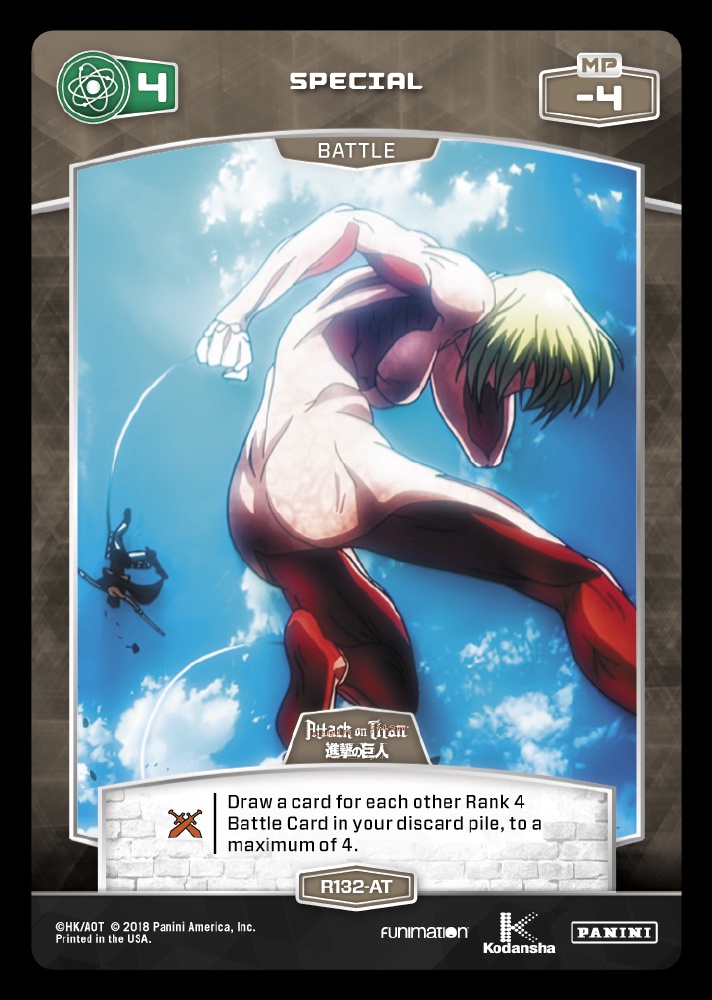 4
SPECIAL
MP
-4
BATTLE
Attack on Titan
進撃の巨人
Draw a card for each other Rank 4
Battle Card in your discard pile, to a
maximum of 4.
R132-AT
©HK/AOT © 2018 Panini America, Inc.
Printed in the USA.
FUNIMATION
Kodansha
PANINI